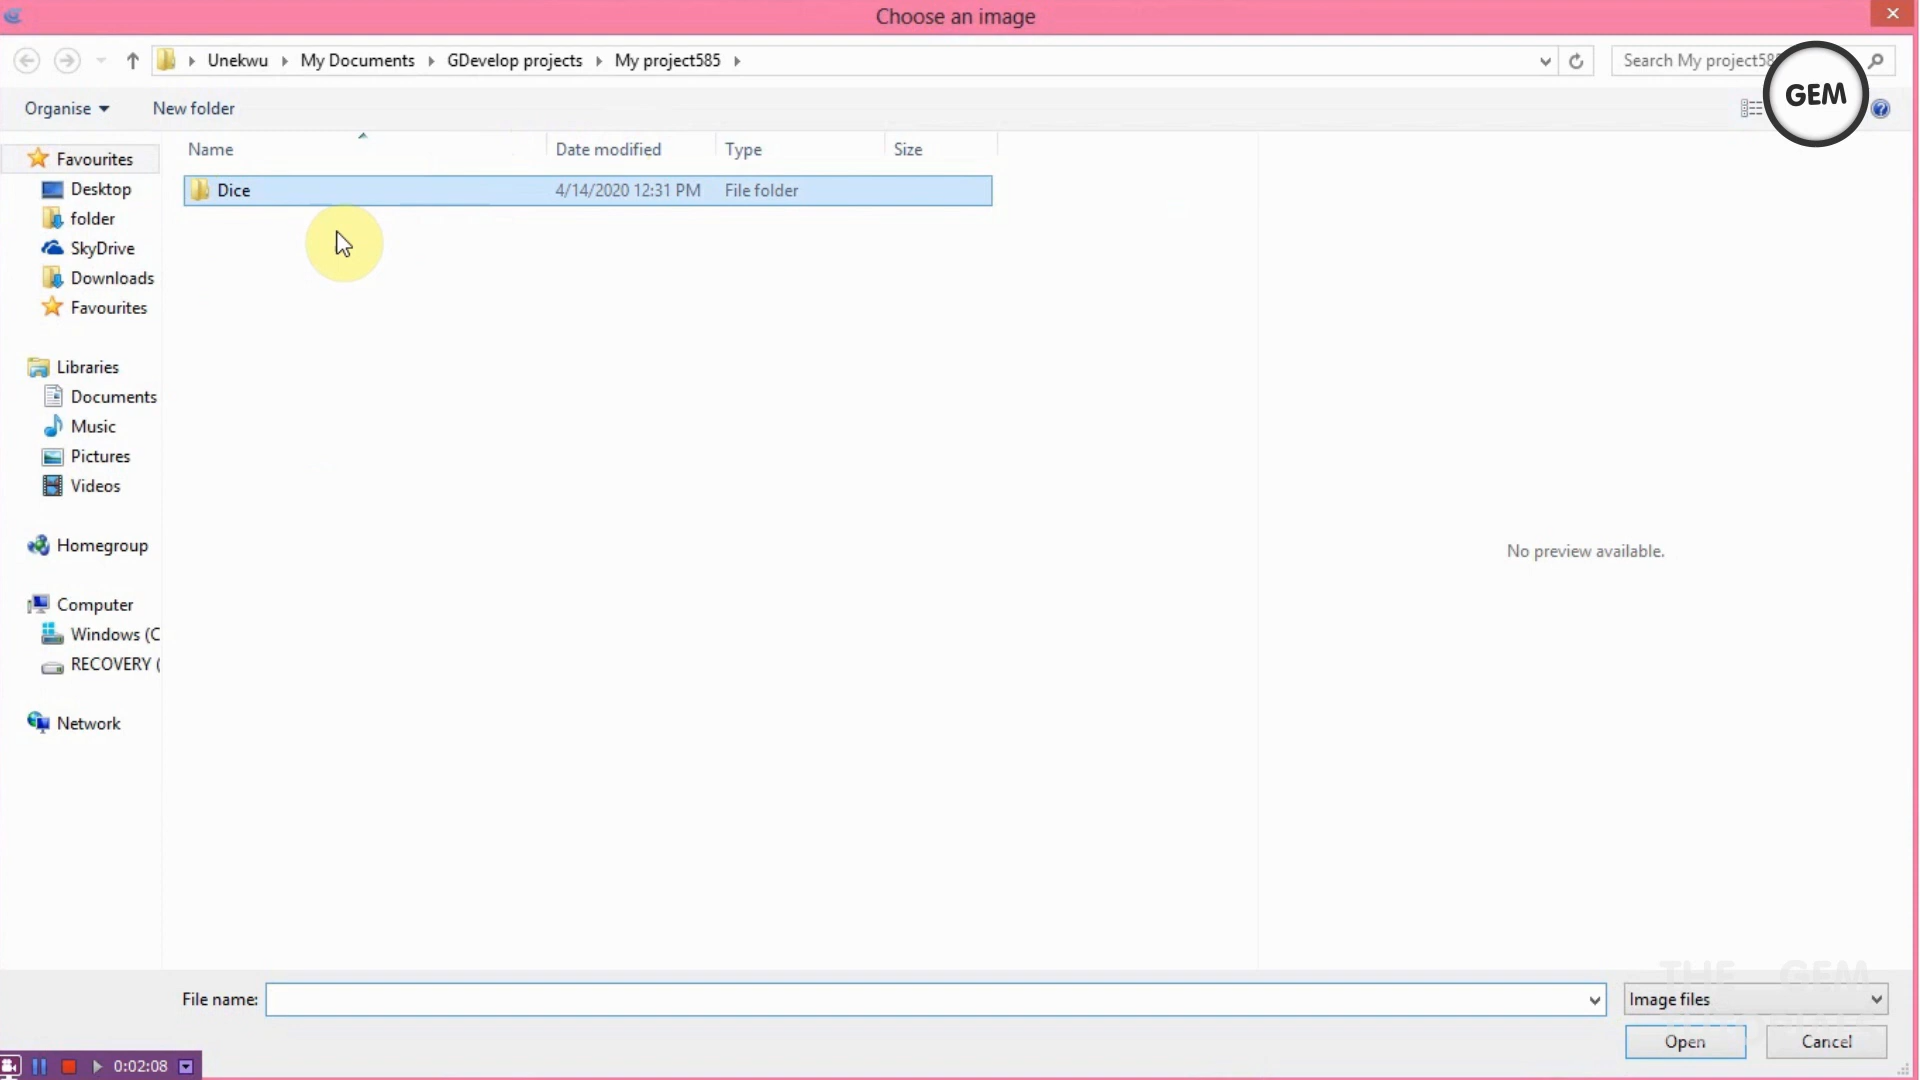 Choose an image
Unekwu My Documents GDevelop projects My project585
Search My project58
GEM
Organise New folder
Name Date modified Type Size
Favourites
Desktop
folder
SkyDrive
Downloads
Favourites
Libraries
Documents
Music
Pictures
Videos
Homegroup
Computer
Windows (C
RECOVERY (
Network
Dice 4/14/2020 12:31 PM File folder
No preview available.
THE GEM
File name:
Image files
Open Cancel
0:02:08